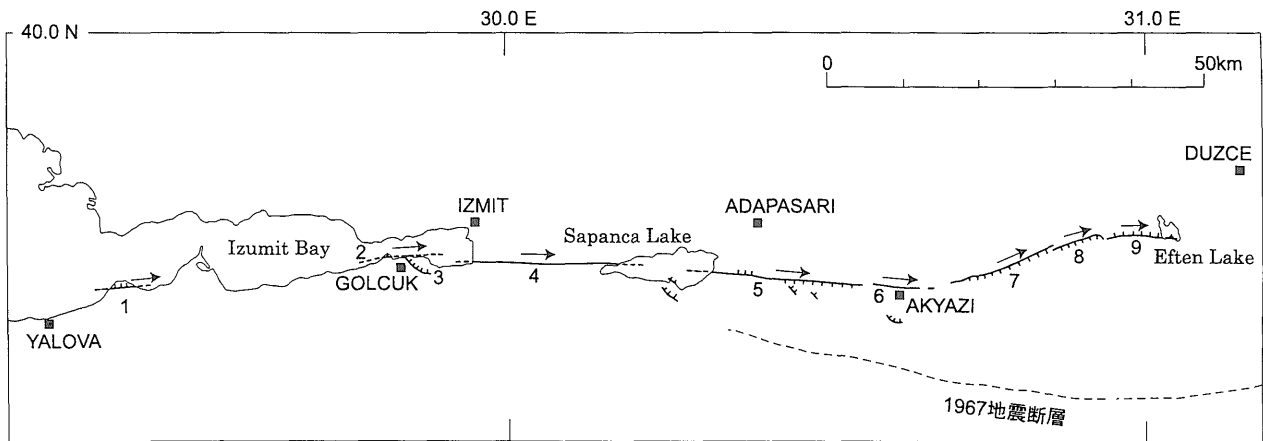 30.0 E
31.0 E
40.0 N
0
50km
DUZCE
IZMIT
ADAPASARI
Izumit Bay
Sapanca Lake
2
9
Eften Lake
GOLCUK
3
4
8
7
1
5
6
AKYAZI
YALOVA
1967地震断層